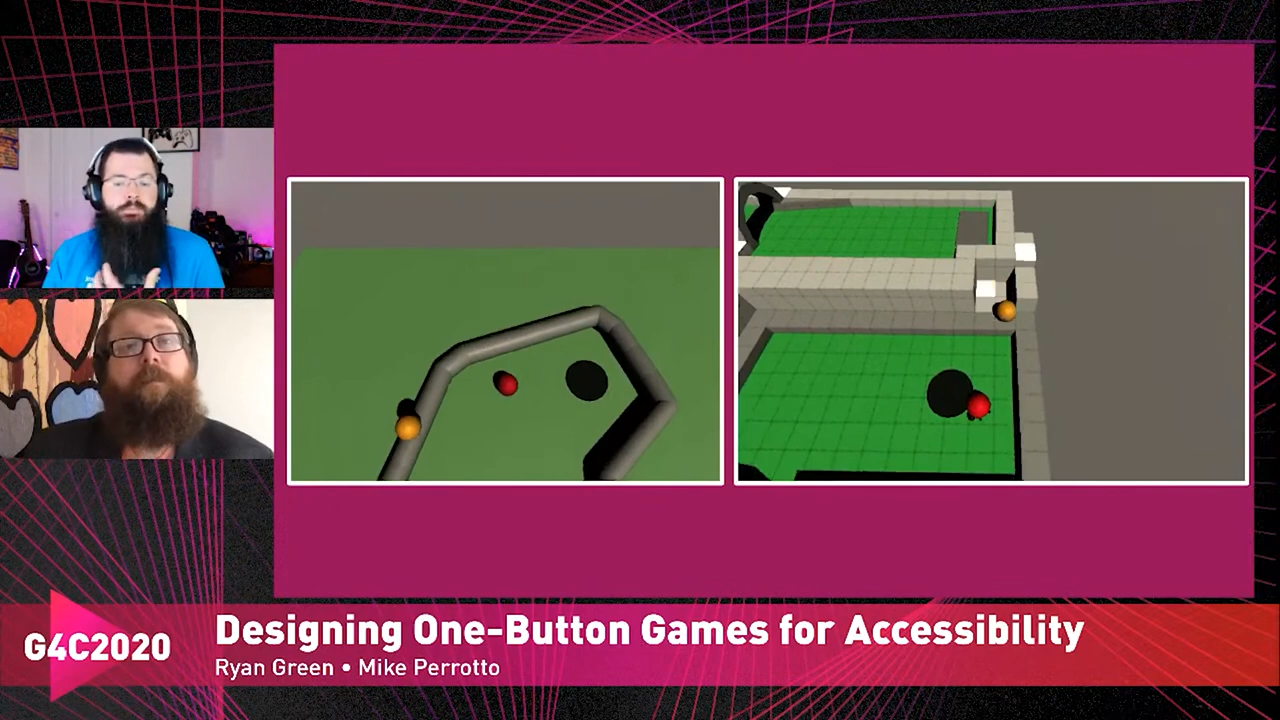 G4C2020
Designing One-Button Games for Accessibility
Ryan Green • Mike Perrotto